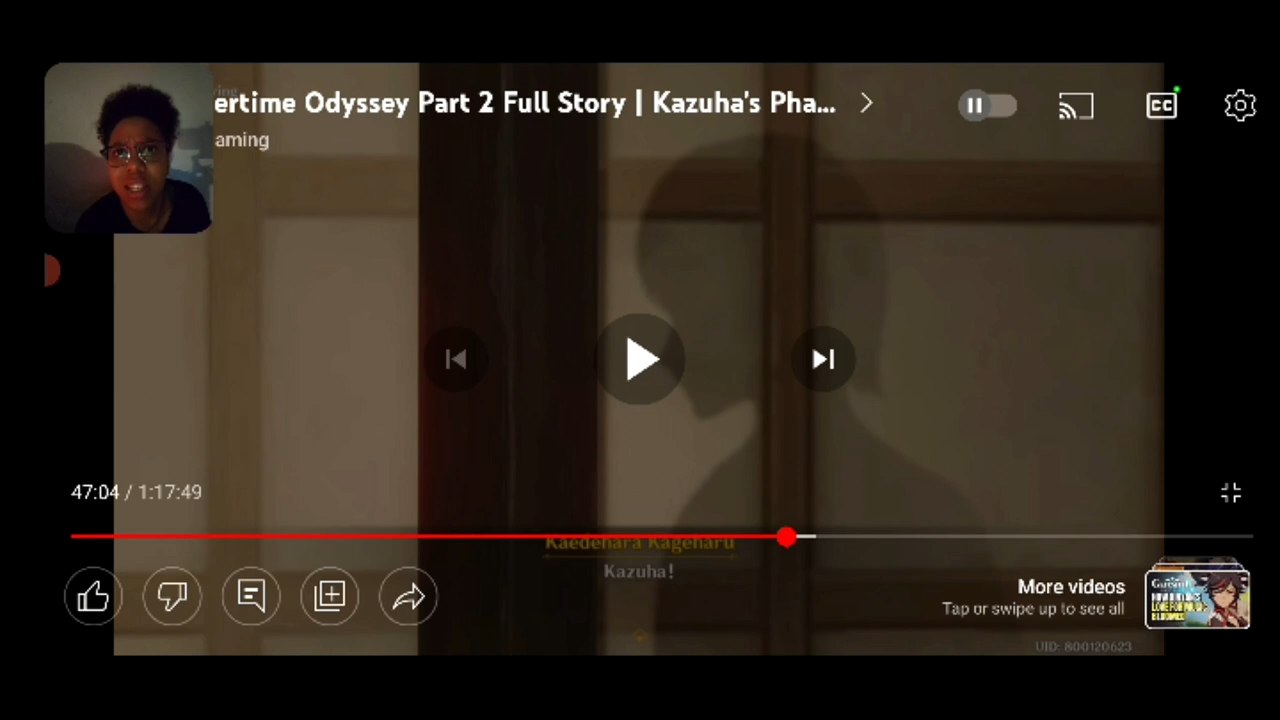 ertime Odyssey Part 2 Full Story | Kazuha's Pha...
aming
CC
47:04 / 1:17:49
Kaedehara Kageharu
Kazuha!
More videos
Tap or swipe up to see all
UID: 800120623